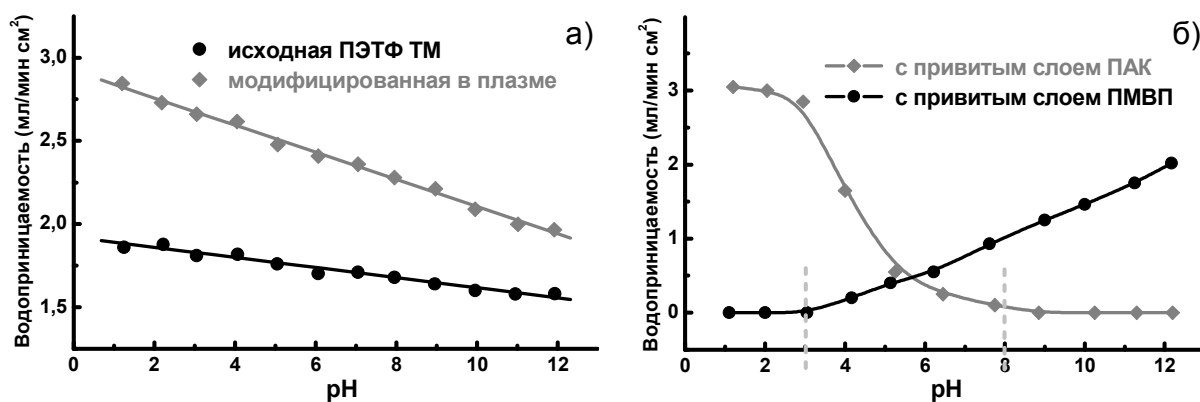 а)
исходная ПЭТФ ТМ
модифицированная в плазме
Водоприницаемость (мл/мин см²)
3,0
2,5
2,0
1,5
0 2 4 6 8 10 12
pH
б)
с привитым слоем ПАК
с привитым слоем ПМВП
Водоприницаемость (мл/мин см²)
3
2
1
0
0 2 4 6 8 10 12
pH